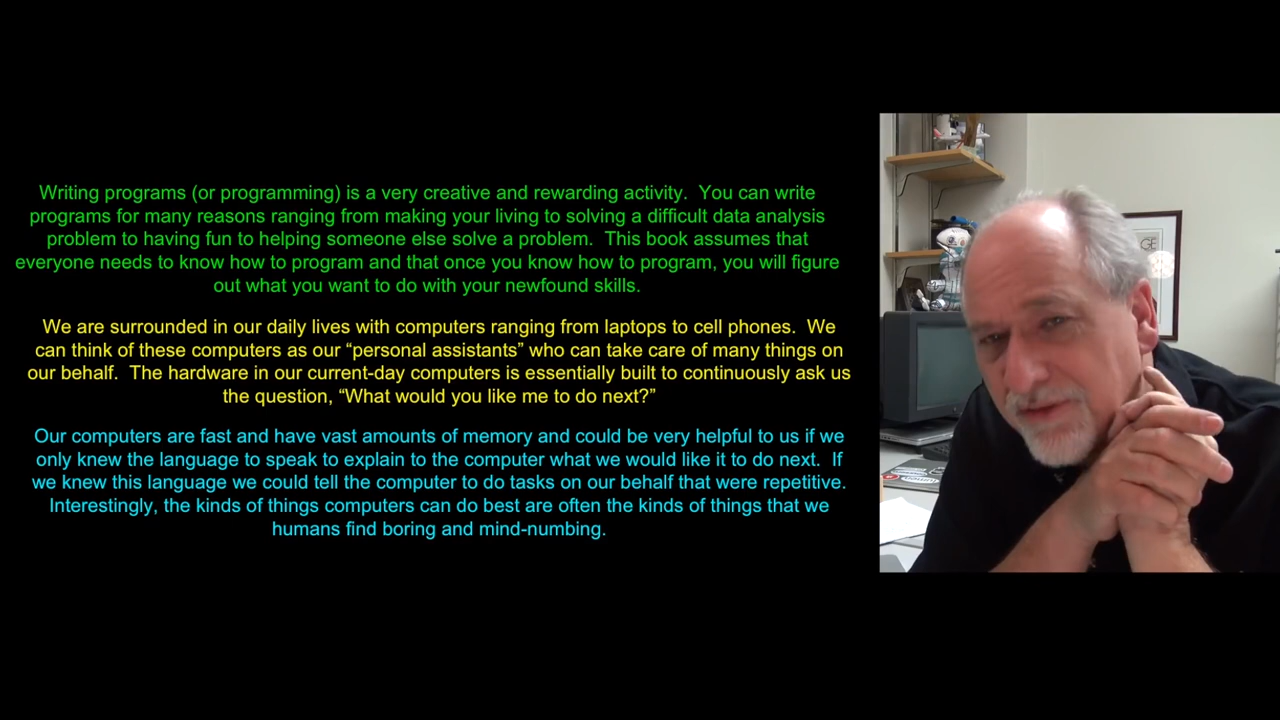 Writing programs (or programming) is a very creative and rewarding activity.  You can write
programs for many reasons ranging from making your living to solving a difficult data analysis
problem to having fun to helping someone else solve a problem.  This book assumes that
everyone needs to know how to program and that once you know how to program, you will figure
out what you want to do with your newfound skills.
We are surrounded in our daily lives with computers ranging from laptops to cell phones.  We
can think of these computers as our “personal assistants” who can take care of many things on
our behalf.  The hardware in our current-day computers is essentially built to continuously ask us
the question, “What would you like me to do next?”
Our computers are fast and have vast amounts of memory and could be very helpful to us if we
only knew the language to speak to explain to the computer what we would like it to do next.  If
we knew this language we could tell the computer to do tasks on our behalf that were repetitive.
Interestingly, the kinds of things computers can do best are often the kinds of things that we
humans find boring and mind-numbing.